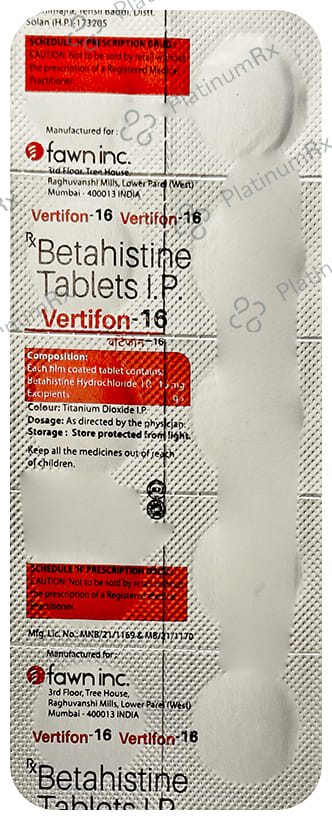 Solan (H.P.)-173205
SCHEDULE 'H' PRESCRIPTION DRUG
CAUTION: Not to be sold by retail without
the prescription of a Registered Medical
Practitioner.
Manufactured for :
fawn inc.
3rd Floor, Tree House,
Raghuvanshi Mills, Lower Parel (West)
Mumbai - 400013 INDIA
Vertifon-16 Vertifon-16
Rx Betahistine
Tablets I.P.
Vertifon-16
वर्टिफोन-16
Composition:
Each film coated tablet contains:
Betahistine Hydrochloride I.P. 16 mg
Excipients q.s.
Colour: Titanium Dioxide I.P.
Dosage: As directed by the physician.
Storage : Store protected from light.
Keep all the medicines out of reach
of children.
SCHEDULE 'H' PRESCRIPTION DRUG
CAUTION: Not to be sold by retail without
the prescription of a Registered Medical
Practitioner.
Mfg. Lic. No.: MNB/21/1169 & MB/21/1170
Manufactured for :
fawn inc.
3rd Floor, Tree House,
Raghuvanshi Mills, Lower Parel (West)
Mumbai - 400013 INDIA
Vertifon-16 Vertifon-16
Rx Betahistine
Tablets I.P.
PlatinumRx
PlatinumRx